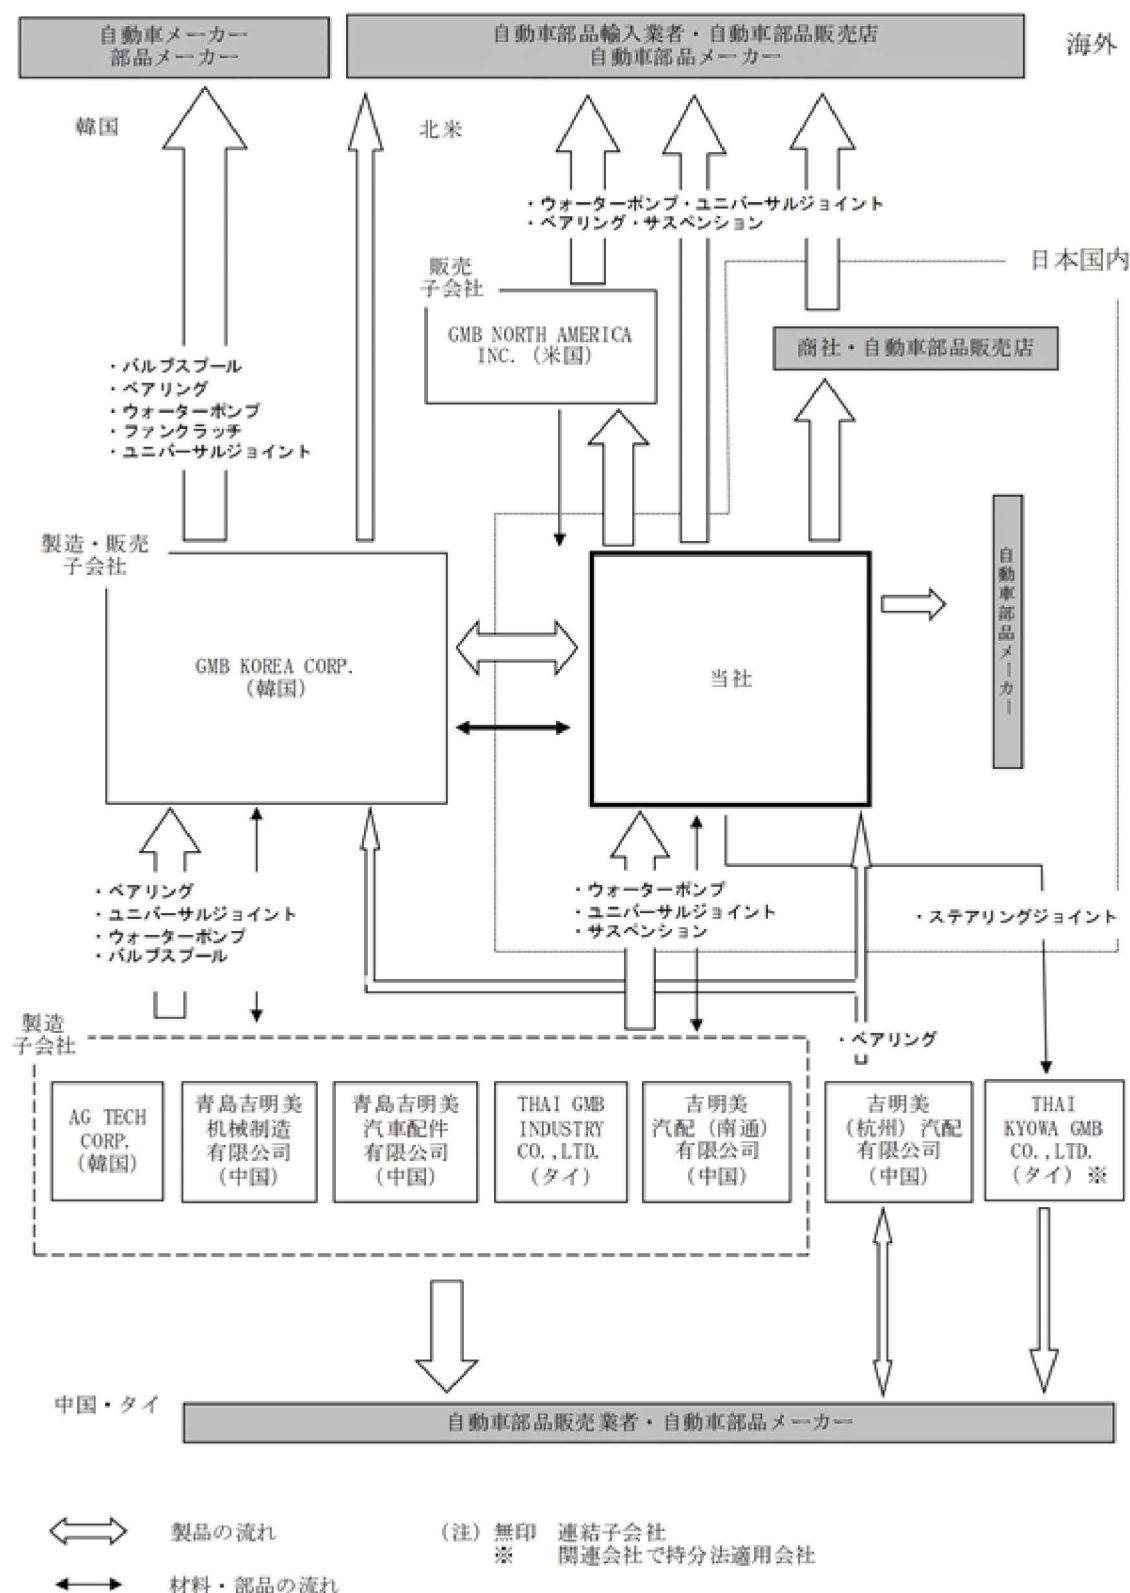 自動車メーカー
部品メーカー
自動車部品輸入業者・自動車部品販売店
自動車部品メーカー
海外
韓国
北米
・ウォーターポンプ・ユニバーサルジョイント
・ベアリング・サスペンション
日本国内
販売
子会社
GMB NORTH AMERICA
INC.（米国）
商社・自動車部品販売店
・バルブスプール
・ベアリング
・ウォーターポンプ
・ファンクラッチ
・ユニバーサルジョイント
製造・販売
子会社
自動車部品メーカー
GMB KOREA CORP.
（韓国）
当社
・ベアリング
・ユニバーサルジョイント
・ウォーターポンプ
・バルブスプール
・ウォーターポンプ
・ユニバーサルジョイント
・サスペンション
・ステアリングジョイント
製造
子会社
・ベアリング
AG TECH
CORP.
（韓国）
青島吉明美
机械制造
有限公司
（中国）
青島吉明美
汽車配件
有限公司
（中国）
THAI GMB
INDUSTRY
CO.,LTD.
（タイ）
吉明美
汽配（南通）
有限公司
（中国）
吉明美
（杭州）汽配
有限公司
（中国）
THAI
KYOWA GMB
CO.,LTD.
（タイ）※
中国・タイ
自動車部品販売業者・自動車部品メーカー
製品の流れ
（注）無印　連結子会社
※　関連会社で持分法適用会社
材料・部品の流れ